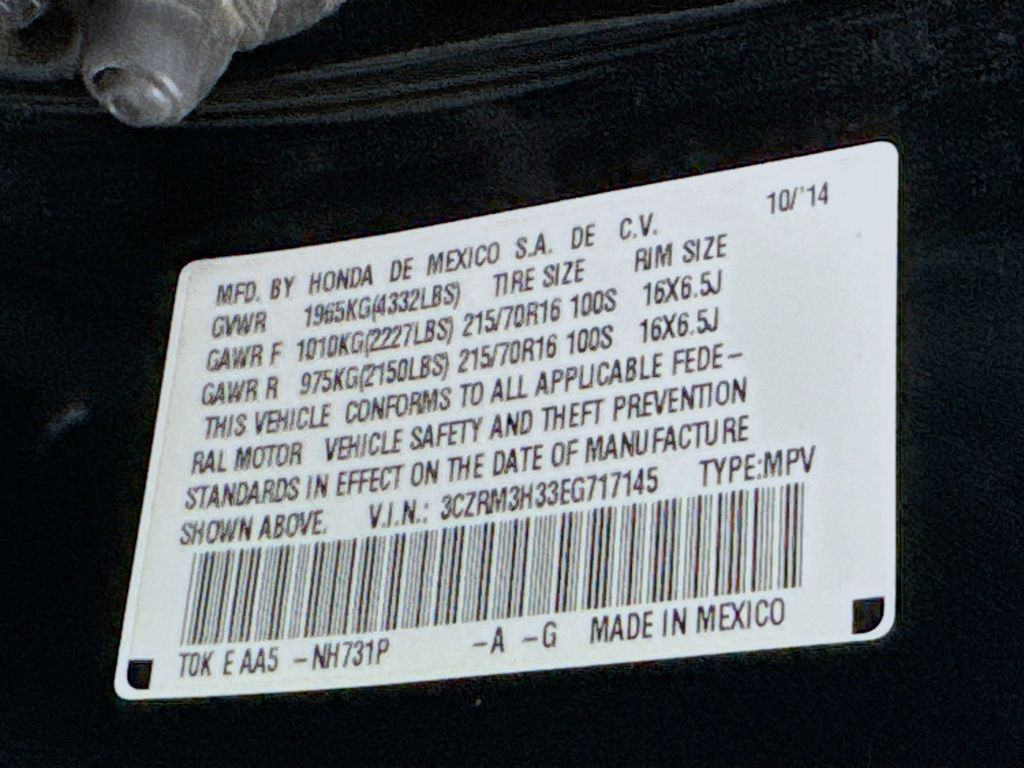 10/'14
MFD. BY HONDA DE MEXICO S.A. DE C.V.
GVWR 1965KG(4332LBS) TIRE SIZE RIM SIZE
GAWR F 1010KG(2227LBS) 215/70R16 100S 16X6.5J
GAWR R 975KG(2150LBS) 215/70R16 100S 16X6.5J
THIS VEHICLE CONFORMS TO ALL APPLICABLE FEDE–
RAL MOTOR VEHICLE SAFETY AND THEFT PREVENTION
STANDARDS IN EFFECT ON THE DATE OF MANUFACTURE
SHOWN ABOVE. V.I.N.: 3CZRM3H33EG717145 TYPE:MPV
T0K E AA5 –NH731P –A –G MADE IN MEXICO